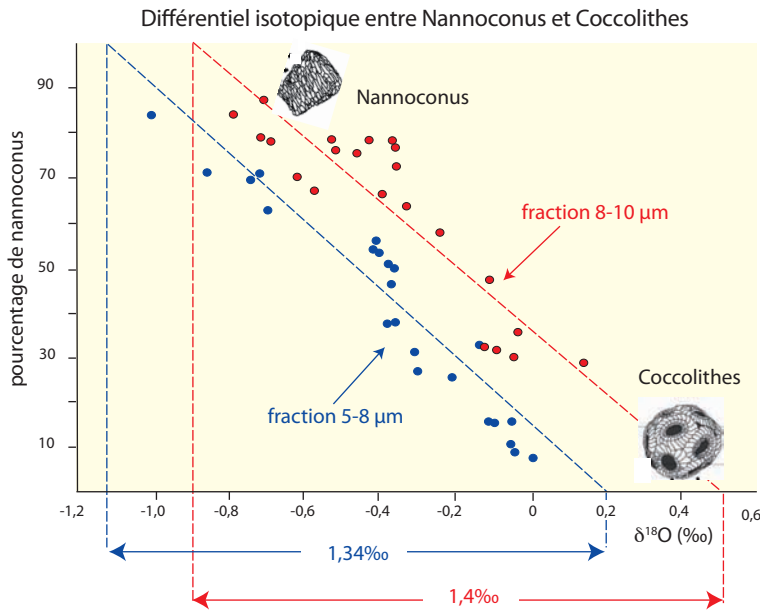 Différentiel isotopique entre Nannoconus et Coccolithes
pourcentage de nannoconus
90
70
50
30
10
Nannoconus
fraction 8-10 µm
fraction 5-8 µm
Coccolithes
-1,2
-1,0
-0,8
-0,6
-0,4
-0,2
0
0,2
0,4
0,6
δ¹⁸O (‰)
1,34‰
1,4‰